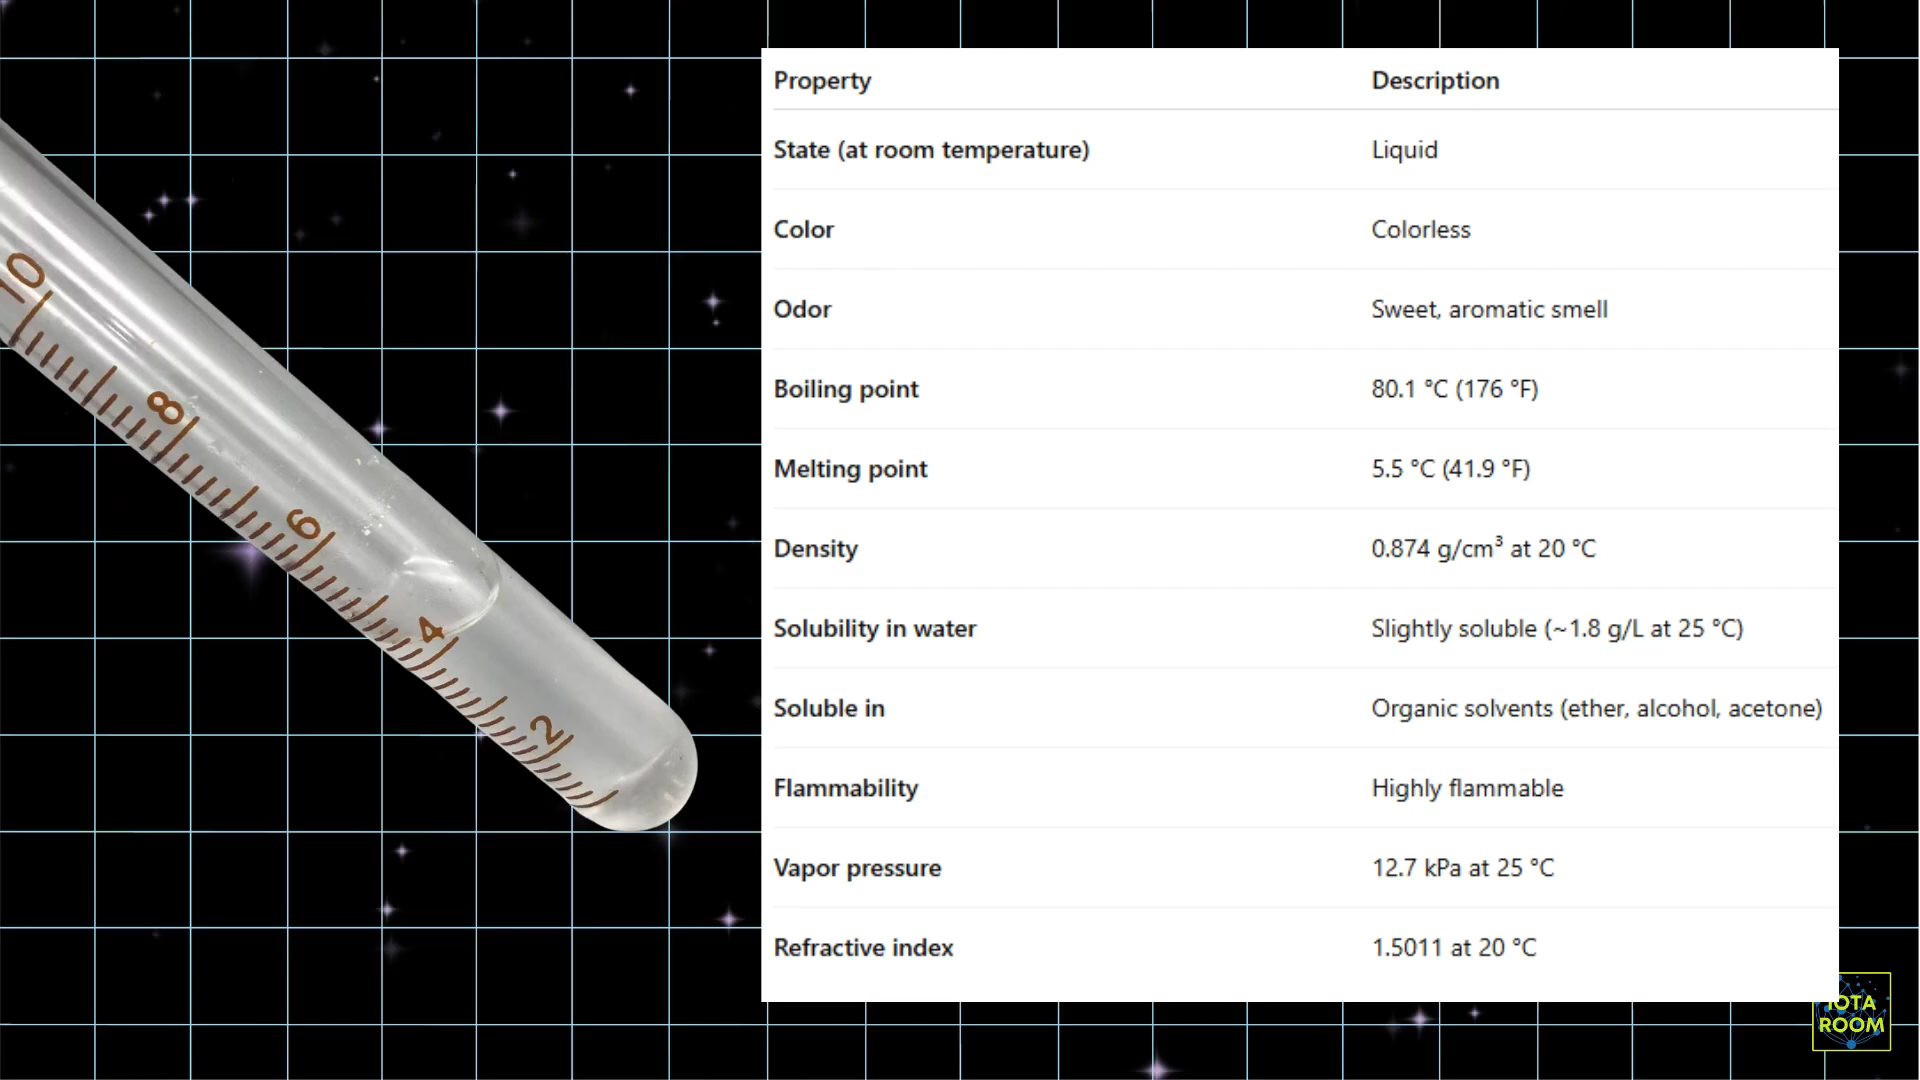 Property Description
State (at room temperature) Liquid
Color Colorless
Odor Sweet, aromatic smell
Boiling point 80.1 °C (176 °F)
Melting point 5.5 °C (41.9 °F)
Density 0.874 g/cm³ at 20 °C
Solubility in water Slightly soluble (~1.8 g/L at 25 °C)
Soluble in Organic solvents (ether, alcohol, acetone)
Flammability Highly flammable
Vapor pressure 12.7 kPa at 25 °C
Refractive index 1.5011 at 20 °C
10
8
6
4
2
IOTA
ROOM